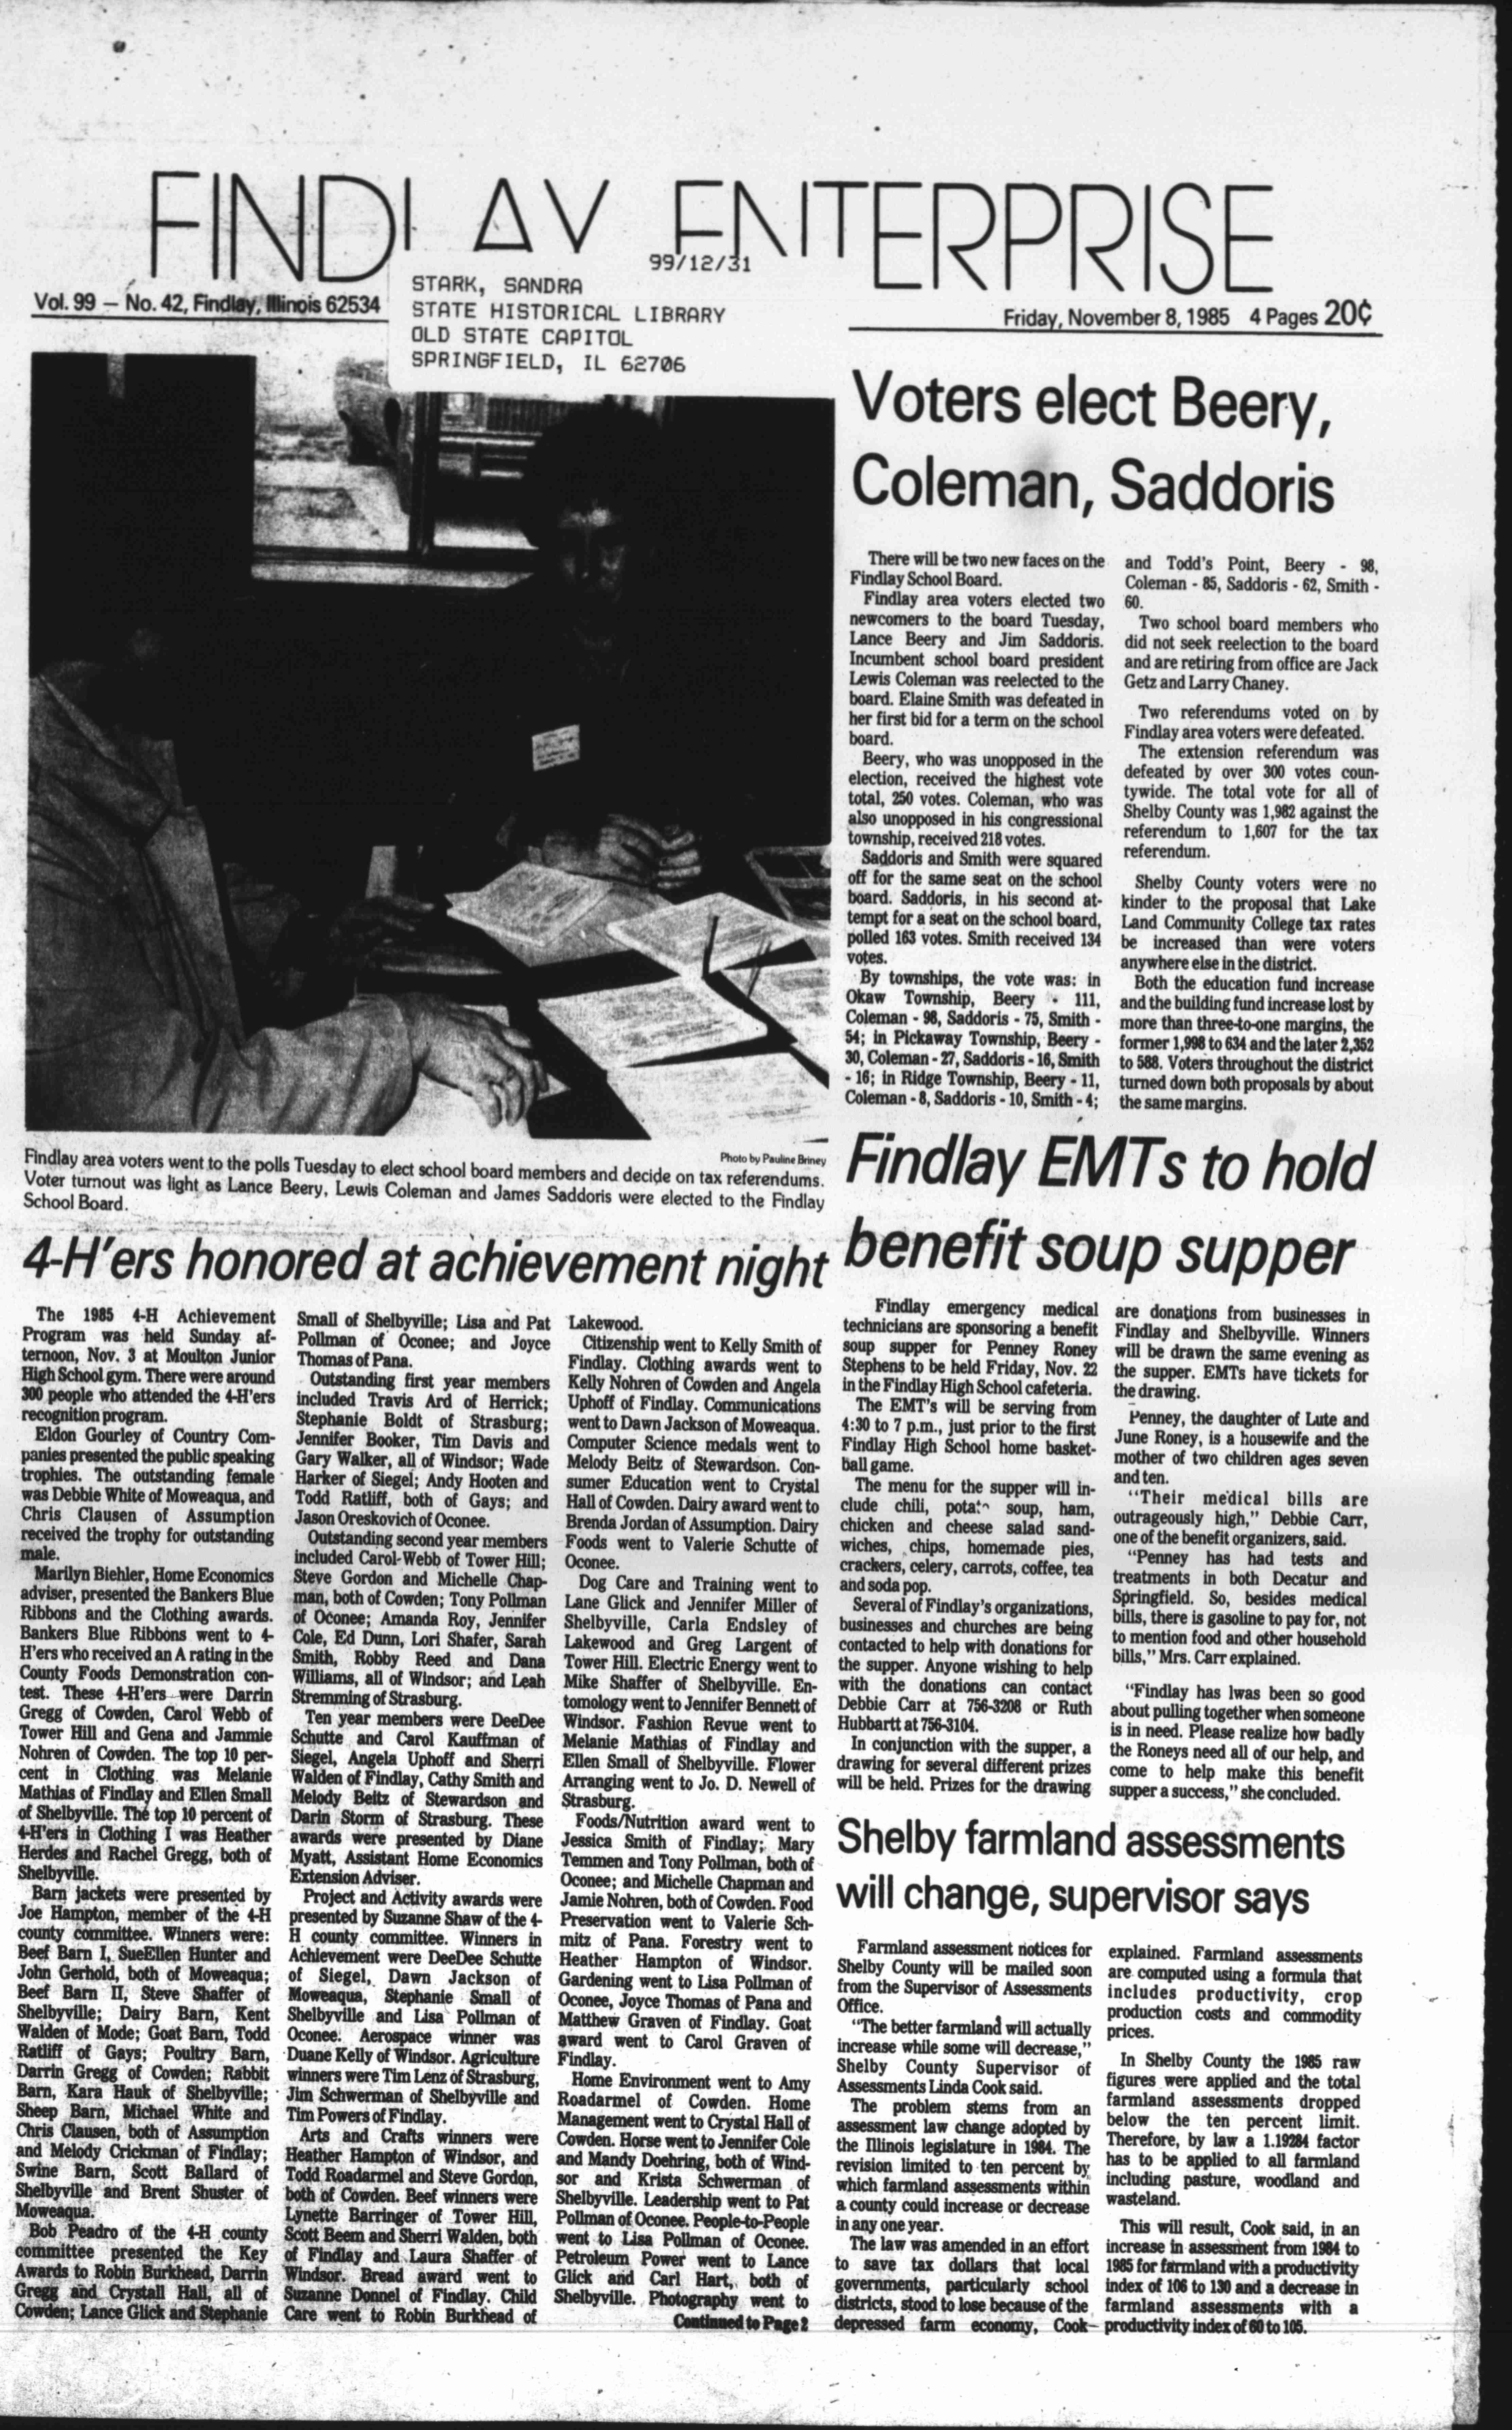 FINDLAY ENTERPRISE
99/12/31
STARK, SANDRA
STATE HISTORICAL LIBRARY
OLD STATE CAPITOL
SPRINGFIELD, IL 62706
Vol. 99 — No. 42, Findlay, Illinois 62534
Friday, November 8, 1985 4 Pages 20¢
Voters elect Beery,
Coleman, Saddoris
There will be two new faces on the
Findlay School Board.
Findlay area voters elected two
newcomers to the board Tuesday,
Lance Beery and Jim Saddoris.
Incumbent school board president
Lewis Coleman was reelected to the
board. Elaine Smith was defeated in
her first bid for a term on the school
board.
Beery, who was unopposed in the
election, received the highest vote
total, 250 votes. Coleman, who was
also unopposed in his congressional
township, received 218 votes.
Saddoris and Smith were squared
off for the same seat on the school
board. Saddoris, in his second at-
tempt for a seat on the school board,
polled 163 votes. Smith received 134
votes.
By townships, the vote was: in
Okaw Township, Beery - 111,
Coleman - 98, Saddoris - 75, Smith -
54; in Pickaway Township, Beery -
30, Coleman - 27, Saddoris - 16, Smith
- 16; in Ridge Township, Beery - 11,
Coleman - 8, Saddoris - 10, Smith - 4;
and Todd's Point, Beery - 98,
Coleman - 85, Saddoris - 62, Smith -
60.
Two school board members who
did not seek reelection to the board
and are retiring from office are Jack
Getz and Larry Chaney.
Two referendums voted on by
Findlay area voters were defeated.
The extension referendum was
defeated by over 300 votes coun-
tywide. The total vote for all of
Shelby County was 1,982 against the
referendum to 1,607 for the tax
referendum.
Shelby County voters were no
kinder to the proposal that Lake
Land Community College tax rates
be increased than were voters
anywhere else in the district.
Both the education fund increase
and the building fund increase lost by
more than three-to-one margins, the
former 1,998 to 634 and the later 2,352
to 588. Voters throughout the district
turned down both proposals by about
the same margins.
Photo by Pauline Briney
Findlay area voters went to the polls Tuesday to elect school board members and decide on tax referendums.
Voter turnout was light as Lance Beery, Lewis Coleman and James Saddoris were elected to the Findlay
School Board.
4-H'ers honored at achievement night
The 1985 4-H Achievement
Program was held Sunday af-
ternoon, Nov. 3 at Moulton Junior
High School gym. There were around
300 people who attended the 4-H'ers
recognition program.
Eldon Gourley of Country Com-
panies presented the public speaking
trophies. The outstanding female
was Debbie White of Moweaqua, and
Chris Clausen of Assumption
received the trophy for outstanding
male.
Marilyn Biehler, Home Economics
adviser, presented the Bankers Blue
Ribbons and the Clothing awards.
Bankers Blue Ribbons went to 4-
H'ers who received an A rating in the
County Foods Demonstration con-
test. These 4-H'ers were Darrin
Gregg of Cowden, Carol Webb of
Tower Hill and Gena and Jammie
Nohren of Cowden. The top 10 per-
cent in Clothing was Melanie
Mathias of Findlay and Ellen Small
of Shelbyville. The top 10 percent of
4-H'ers in Clothing I was Heather
Herdes and Rachel Gregg, both of
Shelbyville.
Barn jackets were presented by
Joe Hampton, member of the 4-H
county committee. Winners were:
Beef Barn I, SueEllen Hunter and
John Gerhold, both of Moweaqua;
Beef Barn II, Steve Shaffer of
Shelbyville; Dairy Barn, Kent
Walden of Mode; Goat Barn, Todd
Ratliff of Gays; Poultry Barn,
Darrin Gregg of Cowden; Rabbit
Barn, Kara Hauk of Shelbyville;
Sheep Barn, Michael White and
Chris Clausen, both of Assumption
and Melody Crickman of Findlay;
Swine Barn, Scott Ballard of
Shelbyville and Brent Shuster of
Moweaqua.
Bob Peadro of the 4-H county
committee presented the Key
Awards to Robin Burkhead, Darrin
Gregg and Crystall Hall, all of
Cowden; Lance Glick and Stephanie
Small of Shelbyville; Lisa and Pat
Pollman of Oconee; and Joyce
Thomas of Pana.
Outstanding first year members
included Travis Ard of Herrick;
Stephanie Boldt of Strasburg;
Jennifer Booker, Tim Davis and
Gary Walker, all of Windsor; Wade
Harker of Siegel; Andy Hooten and
Todd Ratliff, both of Gays; and
Jason Oreskovich of Oconee.
Outstanding second year members
included Carol Webb of Tower Hill;
Steve Gordon and Michelle Chap-
man, both of Cowden; Tony Pollman
of Oconee; Amanda Roy, Jennifer
Cole, Ed Dunn, Lori Shafer, Sarah
Smith, Robby Reed and Dana
Williams, all of Windsor; and Leah
Stremming of Strasburg.
Ten year members were DeeDee
Schutte and Carol Kauffman of
Siegel, Angela Uphoff and Sherri
Walden of Findlay, Cathy Smith and
Melody Beitz of Stewardson and
Darin Storm of Strasburg. These
awards were presented by Diane
Myatt, Assistant Home Economics
Extension Adviser.
Project and Activity awards were
presented by Suzanne Shaw of the 4-
H county committee. Winners in
Achievement were DeeDee Schutte
of Siegel, Dawn Jackson of
Moweaqua, Stephanie Small of
Shelbyville and Lisa Pollman of
Oconee. Aerospace winner was
Duane Kelly of Windsor. Agriculture
winners were Tim Lenz of Strasburg,
Jim Schwerman of Shelbyville and
Tim Powers of Findlay.
Arts and Crafts winners were
Heather Hampton of Windsor, and
Todd Roadarmel and Steve Gordon,
both of Cowden. Beef winners were
Lynette Barringer of Tower Hill,
Scott Beem and Sherri Walden, both
of Findlay and Laura Shaffer of
Windsor. Bread award went to
Suzanne Donnel of Findlay. Child
Care went to Robin Burkhead of
Lakewood.
Citizenship went to Kelly Smith of
Findlay. Clothing awards went to
Kelly Nohren of Cowden and Angela
Uphoff of Findlay. Communications
went to Dawn Jackson of Moweaqua.
Computer Science medals went to
Melody Beitz of Stewardson. Con-
sumer Education went to Crystal
Hall of Cowden. Dairy award went to
Brenda Jordan of Assumption. Dairy
Foods went to Valerie Schutte of
Oconee.
Dog Care and Training went to
Lane Glick and Jennifer Miller of
Shelbyville, Carla Endsley of
Lakewood and Greg Largent of
Tower Hill. Electric Energy went to
Mike Shaffer of Shelbyville. En-
tomology went to Jennifer Bennett of
Windsor. Fashion Revue went to
Melanie Mathias of Findlay and
Ellen Small of Shelbyville. Flower
Arranging went to Jo. D. Newell of
Strasburg.
Foods/Nutrition award went to
Jessica Smith of Findlay; Mary
Temmen and Tony Pollman, both of
Oconee; and Michelle Chapman and
Jamie Nohren, both of Cowden. Food
Preservation went to Valerie Sch-
mitz of Pana. Forestry went to
Heather Hampton of Windsor.
Gardening went to Lisa Pollman of
Oconee, Joyce Thomas of Pana and
Matthew Graven of Findlay. Goat
award went to Carol Graven of
Findlay.
Home Environment went to Amy
Roadarmel of Cowden. Home
Management went to Crystal Hall of
Cowden. Horse went to Jennifer Cole
and Mandy Doehring, both of Wind-
sor and Krista Schwerman of
Shelbyville. Leadership went to Pat
Pollman of Oconee. People-to-People
went to Lisa Pollman of Oconee.
Petroleum Power went to Lance
Glick and Carl Hart, both of
Shelbyville. Photography went to
Continued to Page 2
Findlay EMTs to hold
benefit soup supper
Findlay emergency medical
technicians are sponsoring a benefit
soup supper for Penney Roney
Stephens to be held Friday, Nov. 22
in the Findlay High School cafeteria.
The EMT's will be serving from
4:30 to 7 p.m., just prior to the first
Findlay High School home basket-
ball game.
The menu for the supper will in-
clude chili, potato soup, ham,
chicken and cheese salad sand-
wiches, chips, homemade pies,
crackers, celery, carrots, coffee, tea
and soda pop.
Several of Findlay's organizations,
businesses and churches are being
contacted to help with donations for
the supper. Anyone wishing to help
with the donations can contact
Debbie Carr at 756-3208 or Ruth
Hubbartt at 756-3104.
In conjunction with the supper, a
drawing for several different prizes
will be held. Prizes for the drawing
are donations from businesses in
Findlay and Shelbyville. Winners
will be drawn the same evening as
the supper. EMTs have tickets for
the drawing.
Penney, the daughter of Lute and
June Roney, is a housewife and the
mother of two children ages seven
and ten.
"Their medical bills are
outrageously high," Debbie Carr,
one of the benefit organizers, said.
"Penney has had tests and
treatments in both Decatur and
Springfield. So, besides medical
bills, there is gasoline to pay for, not
to mention food and other household
bills," Mrs. Carr explained.
"Findlay has lwas been so good
about pulling together when someone
is in need. Please realize how badly
the Roneys need all of our help, and
come to help make this benefit
supper a success," she concluded.
Shelby farmland assessments
will change, supervisor says
Farmland assessment notices for
Shelby County will be mailed soon
from the Supervisor of Assessments
Office.
"The better farmland will actually
increase while some will decrease,"
Shelby County Supervisor of
Assessments Linda Cook said.
The problem stems from an
assessment law change adopted by
the Illinois legislature in 1984. The
revision limited to ten percent by
which farmland assessments within
a county could increase or decrease
in any one year.
The law was amended in an effort
to save tax dollars that local
governments, particularly school
districts, stood to lose because of the
depressed farm economy, Cook
explained. Farmland assessments
are computed using a formula that
includes productivity, crop
production costs and commodity
prices.
In Shelby County the 1985 raw
figures were applied and the total
farmland assessments dropped
below the ten percent limit.
Therefore, by law a 1.19284 factor
has to be applied to all farmland
including pasture, woodland and
wasteland.
This will result, Cook said, in an
increase in assessment from 1984 to
1985 for farmland with a productivity
index of 106 to 130 and a decrease in
farmland assessments with a
productivity index of 60 to 105.